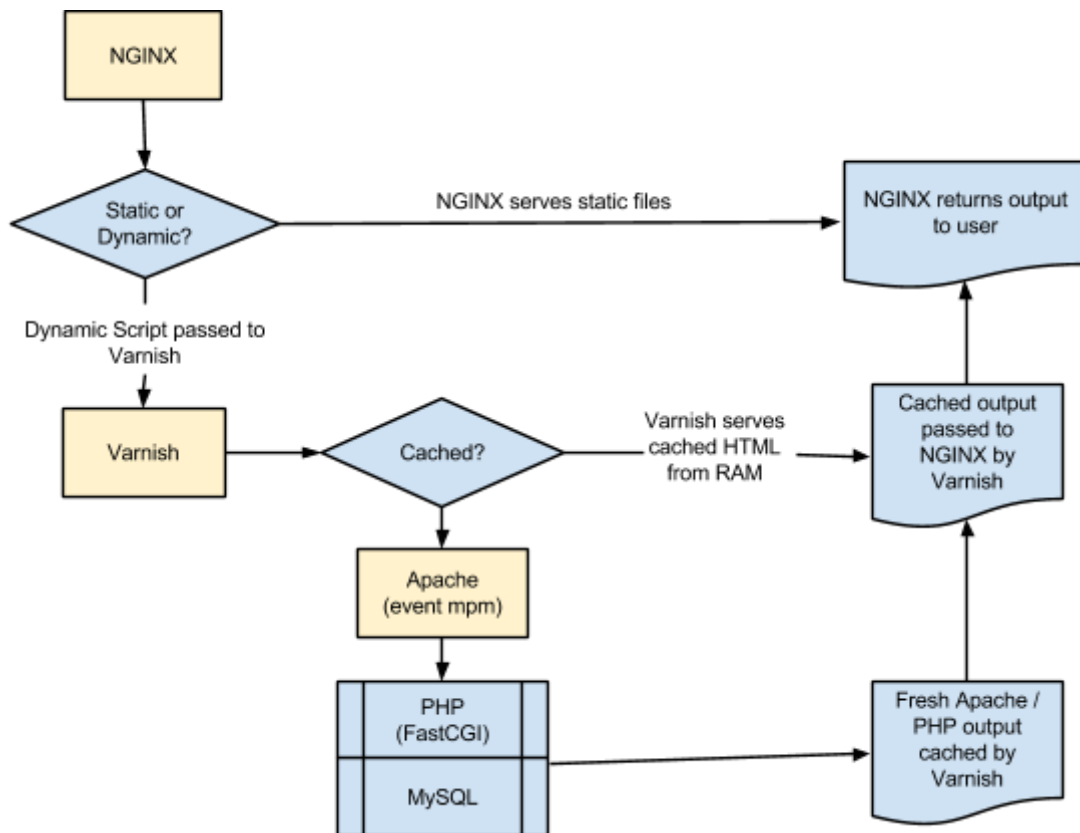 NGINX
Static or
Dynamic?
NGINX serves static files
NGINX returns output
to user
Dynamic Script passed to
Varnish
Varnish
Cached?
Varnish serves
cached HTML
from RAM
Cached output
passed to
NGINX by
Varnish
Apache
(event mpm)
PHP
(FastCGI)
MySQL
Fresh Apache /
PHP output
cached by
Varnish